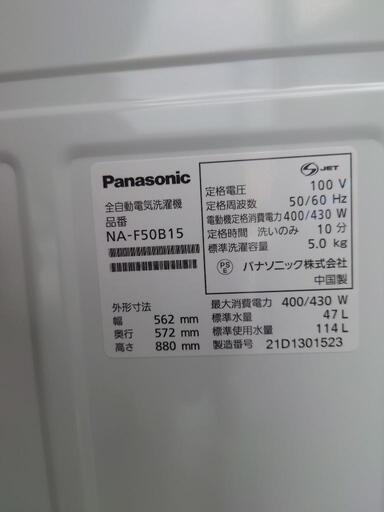 Panasonic
全自動電気洗濯機
品番
NA-F50B15
外形寸法
幅 562 mm
奥行 572 mm
高さ 880 mm
S JET
定格電圧 100 V
定格周波数 50/60 Hz
電動機定格消費電力 400/430 W
定格時間 洗いのみ 10 分
標準洗濯容量 5.0 kg
PS E パナソニック株式会社
中国製
最大消費電力 400/430 W
標準水量 47 L
標準使用水量 114 L
製造番号 21D1301523